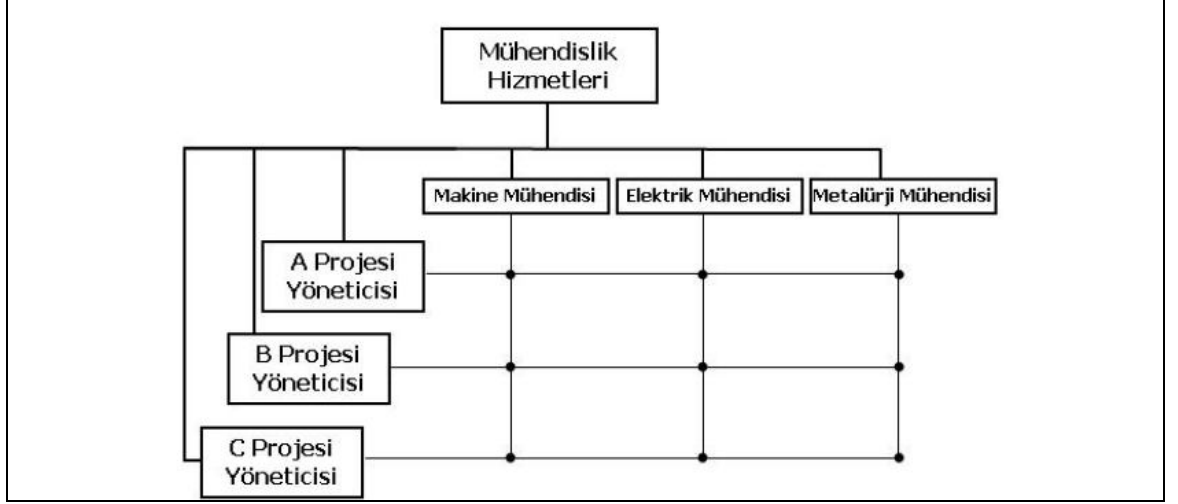 Mühendislik
Hizmetleri
Makine Mühendisi
Elektrik Mühendisi
Metalürji Mühendisi
A Projesi
Yöneticisi
B Projesi
Yöneticisi
C Projesi
Yöneticisi